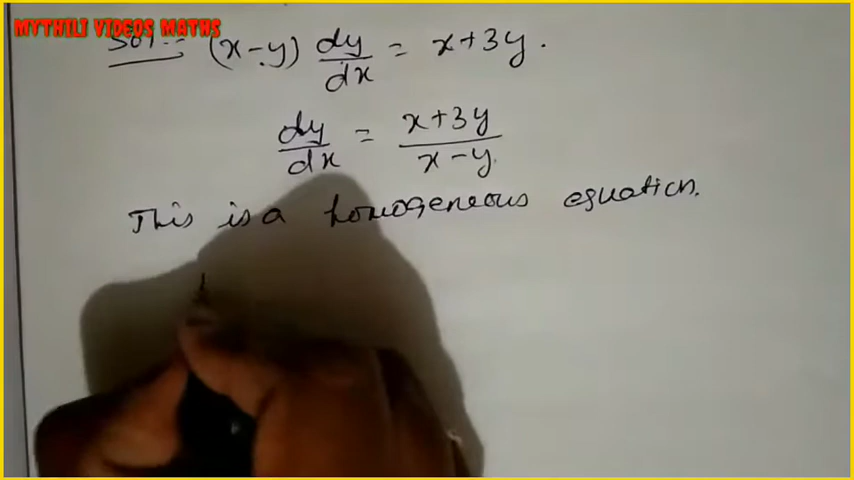 MYTHILI VIDEOS MATHS
Sol:- (x-y) dy/dx = x+3y.
dy/dx = x+3y/x-y
This is a homogeneous equation.